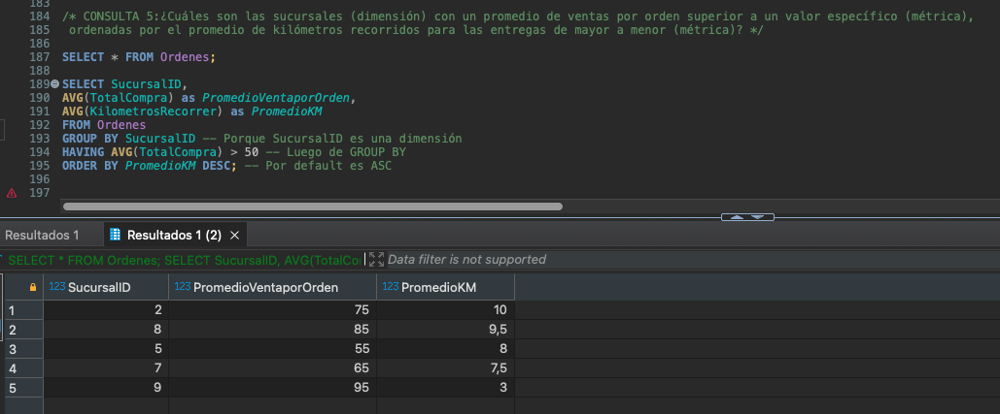 183
184 /* CONSULTA 5:¿Cuáles son las sucursales (dimensión) con un promedio de ventas por orden superior a un valor específico (métrica),
185 ordenadas por el promedio de kilómetros recorridos para las entregas de mayor a menor (métrica)? */
186
187 SELECT * FROM Ordenes;
188
189 SELECT SucursalID,
190 AVG(TotalCompra) as PromedioVentaporOrden,
191 AVG(KilometrosRecorrer) as PromedioKM
192 FROM Ordenes
193 GROUP BY SucursalID -- Porque SucursalID es una dimensión
194 HAVING AVG(TotalCompra) > 50 -- Luego de GROUP BY
195 ORDER BY PromedioKM DESC; -- Por default es ASC
196
197
Resultados 1 Resultados 1 (2)
SELECT * FROM Ordenes; SELECT SucursalID, AVG(TotalCo Data filter is not supported
123 SucursalID 123 PromedioVentaporOrden 123 PromedioKM
1 2 75 10
2 8 85 9,5
3 5 55 8
4 7 65 7,5
5 9 95 3